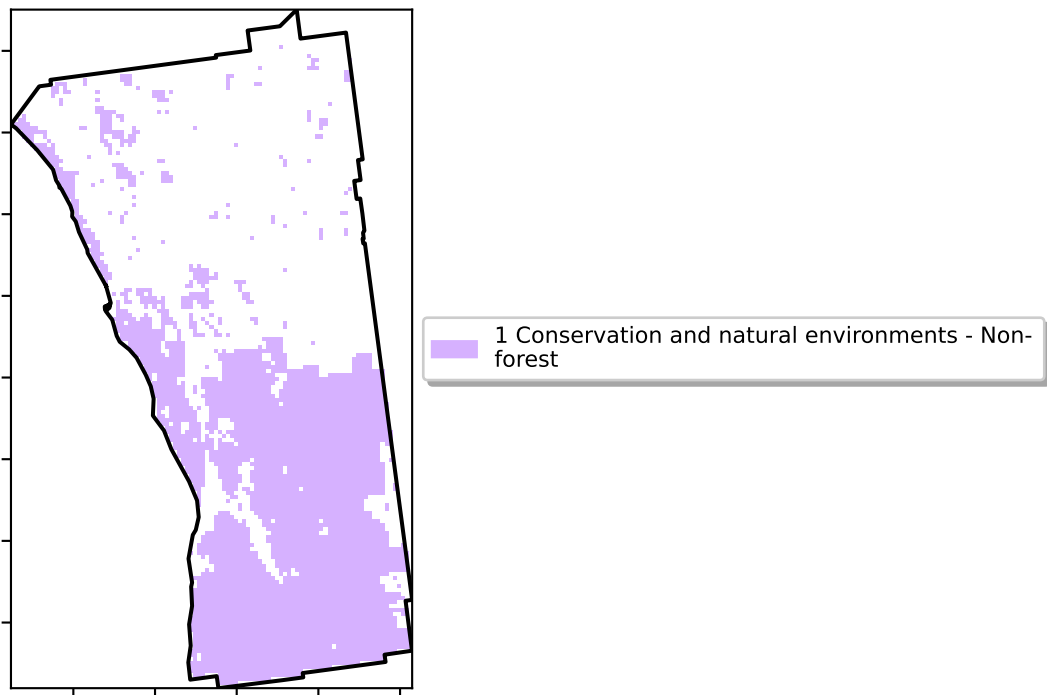 1 Conservation and natural environments - Non-
forest